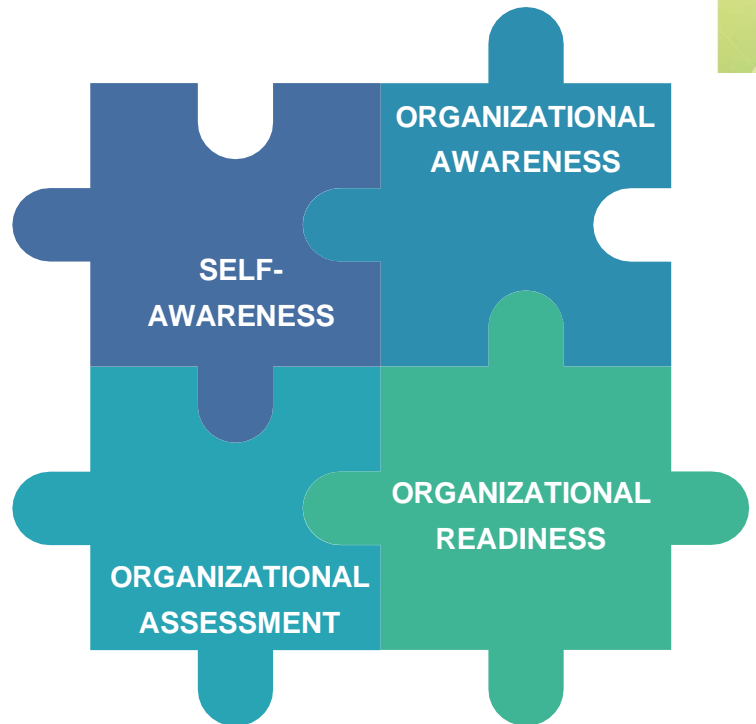 ORGANIZATIONAL
AWARENESS
SELF-
AWARENESS
ORGANIZATIONAL
READINESS
ORGANIZATIONAL
ASSESSMENT